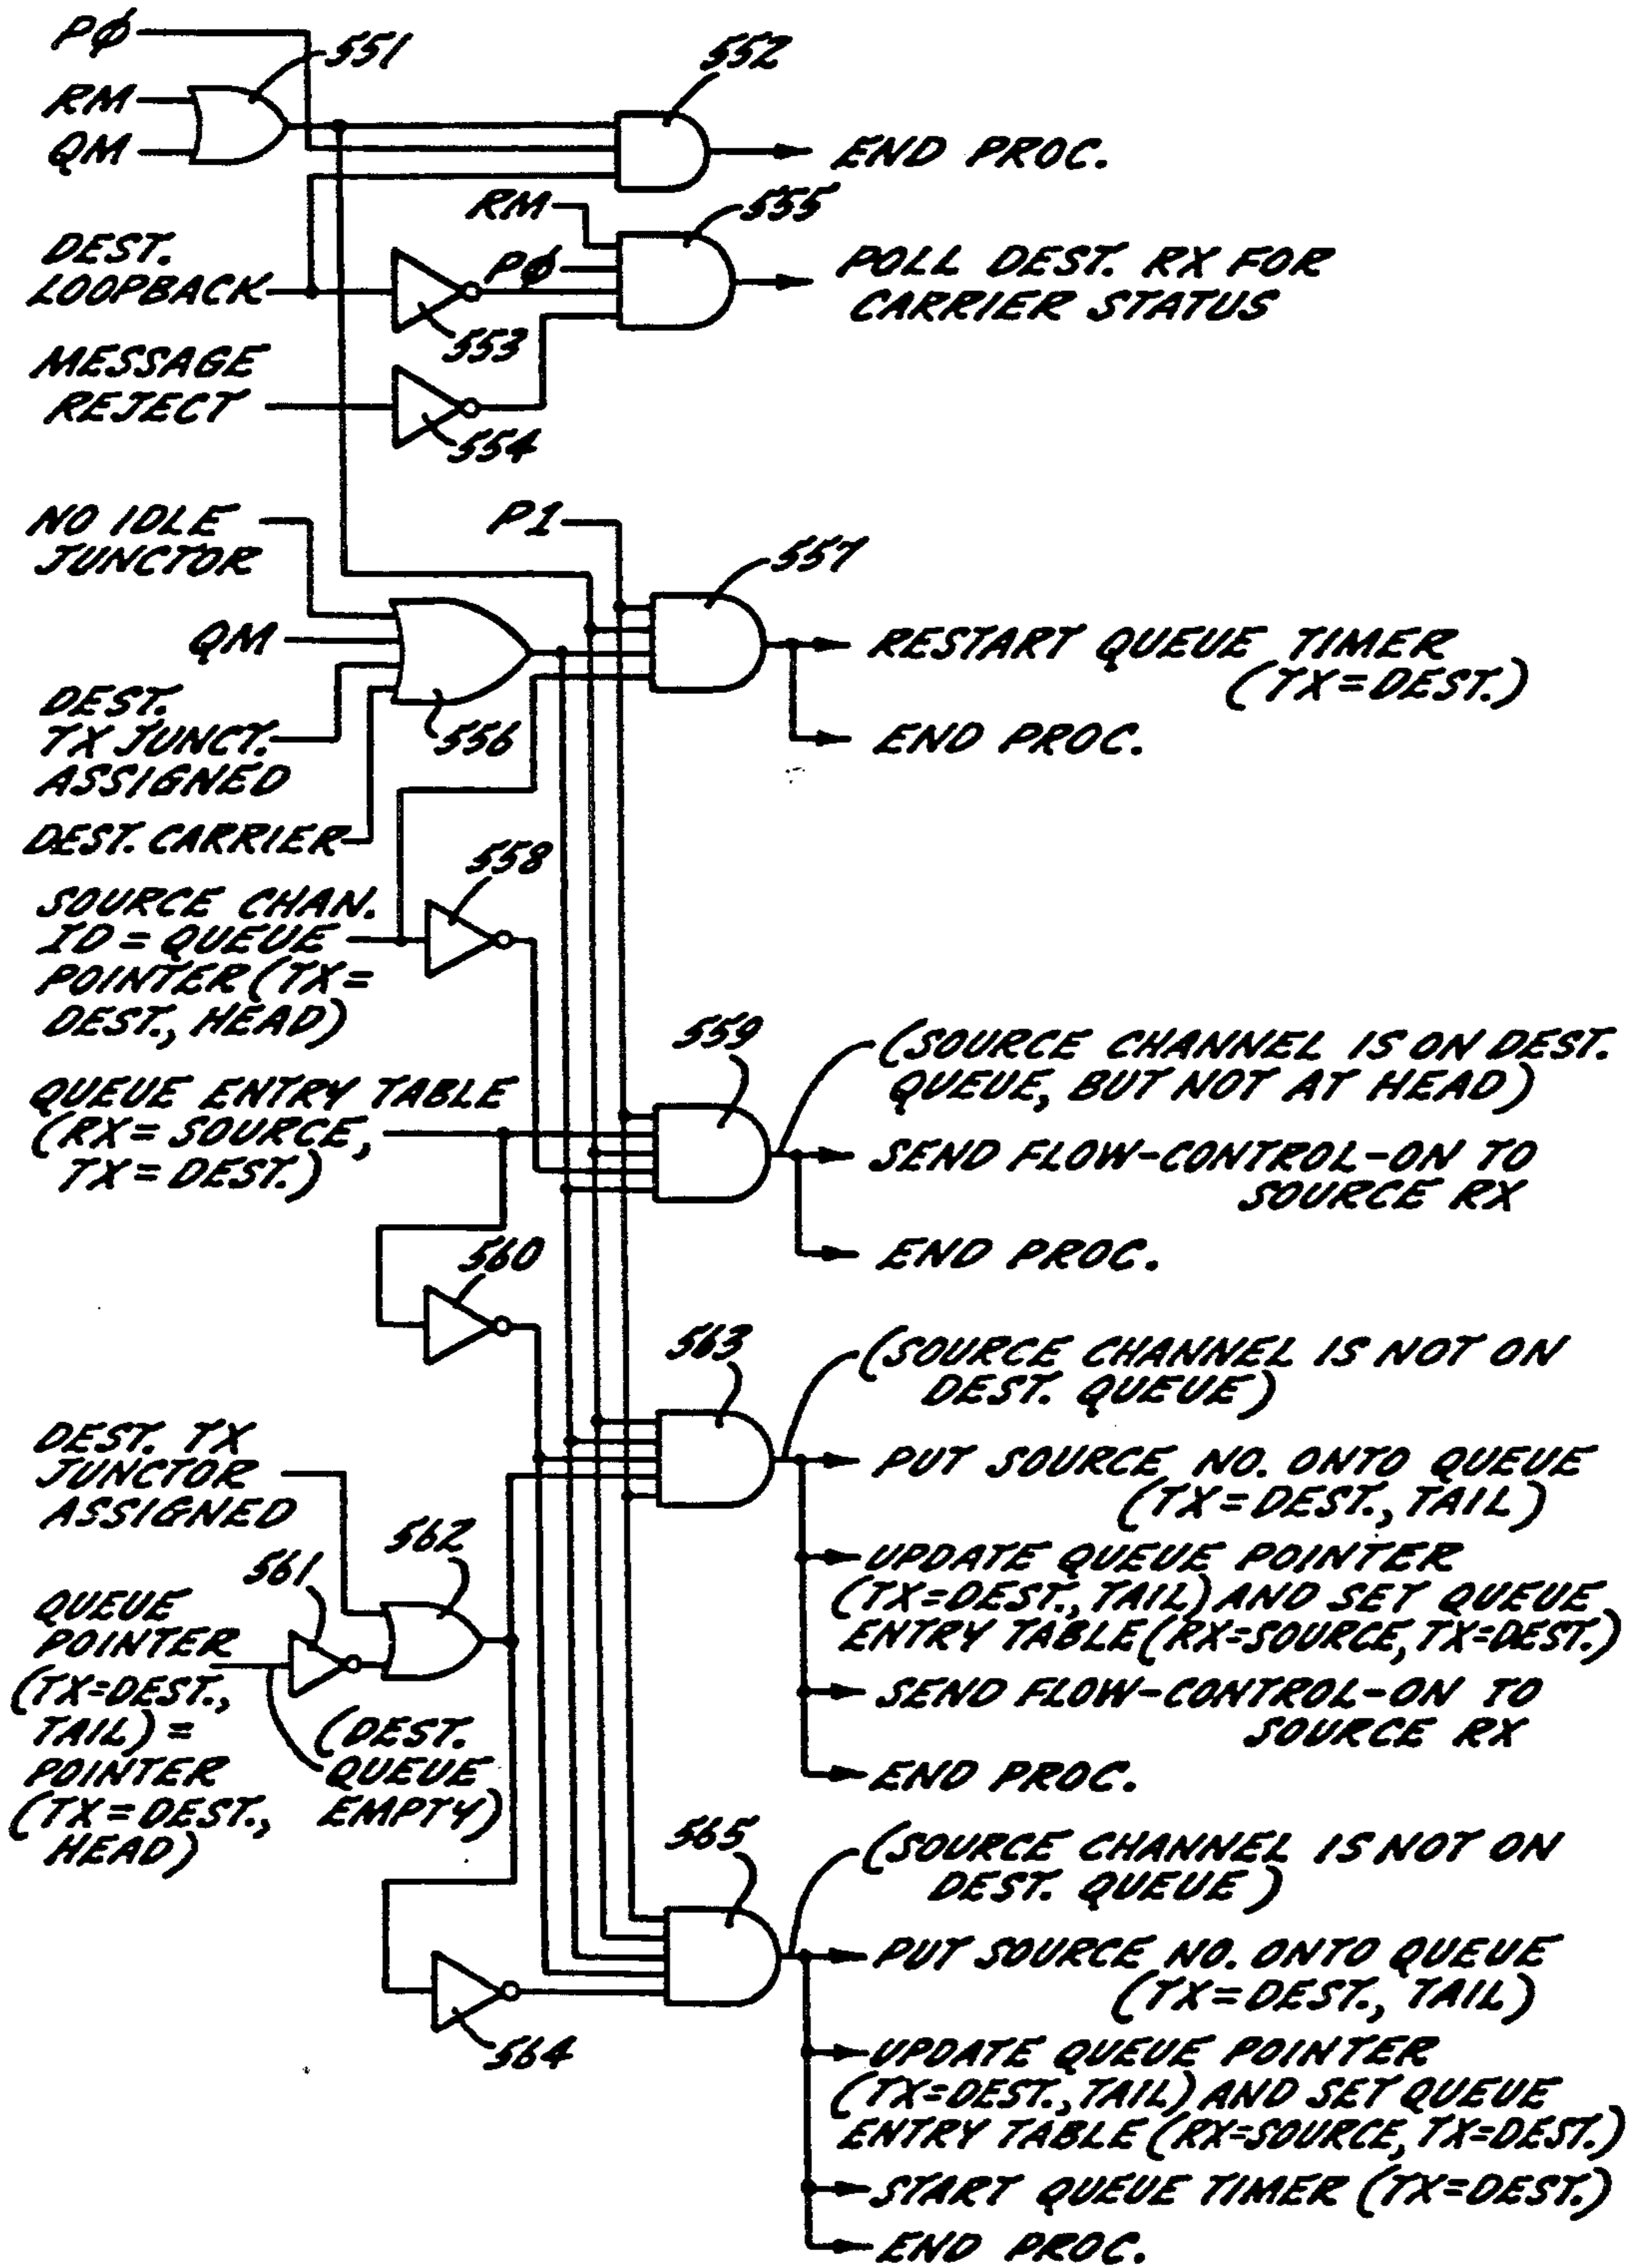 PØ
551
552
RM
QM
END PROC.
RM
555
DEST.
LOOPBACK
PØ
553
POLL DEST. RX FOR
CARRIER STATUS
MESSAGE
REJECT
554
NO IDLE
JUNCTOR
P1
557
QM
RESTART QUEUE TIMER
(TX=DEST.)
DEST.
TX JUNCT.
ASSIGNED
556
END PROC.
DEST. CARRIER
558
SOURCE CHAN.
ID = QUEUE
POINTER (TX=
DEST., HEAD)
559
(SOURCE CHANNEL IS ON DEST.
QUEUE, BUT NOT AT HEAD)
QUEUE ENTRY TABLE
(RX=SOURCE,
TX=DEST.)
SEND FLOW-CONTROL-ON TO
SOURCE RX
END PROC.
560
563
(SOURCE CHANNEL IS NOT ON
DEST. QUEUE)
DEST. TX
JUNCTOR
ASSIGNED
PUT SOURCE NO. ONTO QUEUE
(TX=DEST., TAIL)
562
561
UPDATE QUEUE POINTER
(TX=DEST., TAIL) AND SET QUEUE
ENTRY TABLE (RX=SOURCE, TX=DEST.)
QUEUE
POINTER
(TX=DEST.,
TAIL) =
POINTER
(TX=DEST.,
HEAD)
(DEST.
QUEUE
EMPTY)
SEND FLOW-CONTROL-ON TO
SOURCE RX
END PROC.
565
(SOURCE CHANNEL IS NOT ON
DEST. QUEUE)
PUT SOURCE NO. ONTO QUEUE
(TX=DEST., TAIL)
564
UPDATE QUEUE POINTER
(TX=DEST., TAIL) AND SET QUEUE
ENTRY TABLE (RX=SOURCE, TX=DEST.)
START QUEUE TIMER (TX=DEST.)
END PROC.